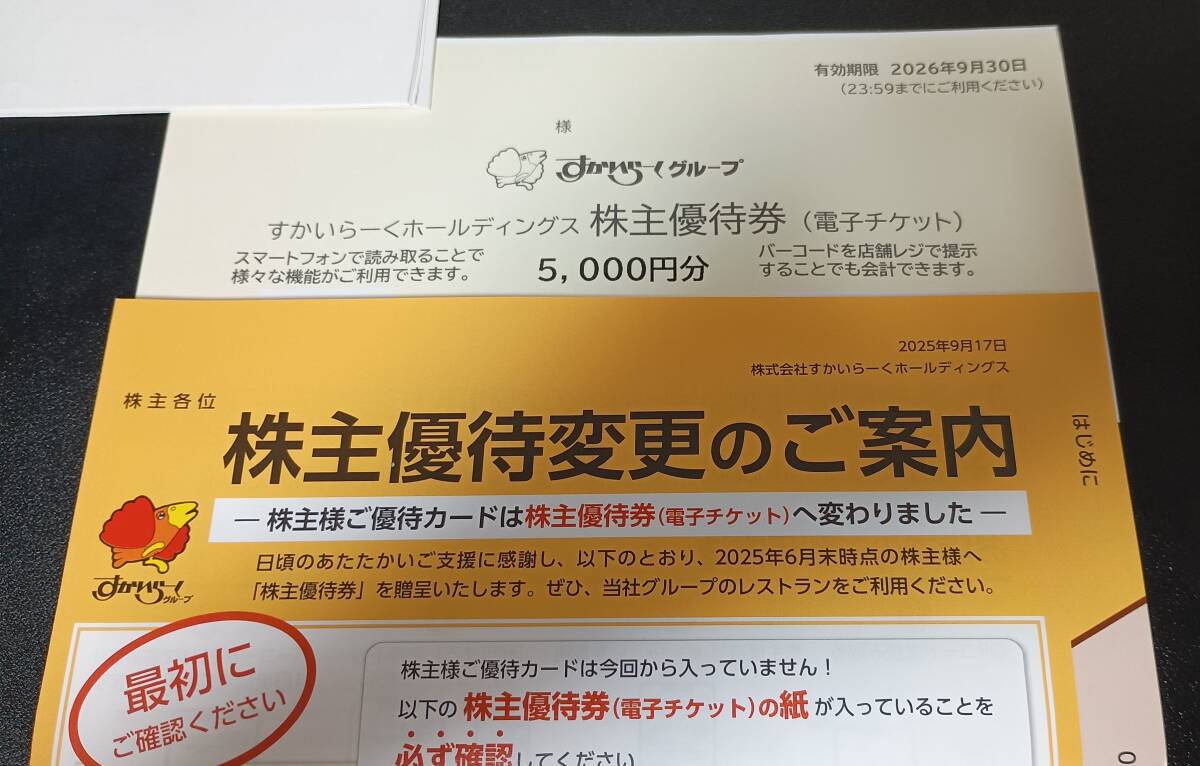 有効期限 2026年9月30日
(23:59までにご利用ください)
様
すかいらーくグループ
すかいらーくホールディングス 株主優待券(電子チケット)
スマートフォンで読み取ることで
様々な機能がご利用できます。
5,000円分
バーコードを店舗レジで提示
することでも会計できます。
2025年9月17日
株式会社すかいらーくホールディングス
株主各位
株主優待変更のご案内
― 株主様ご優待カードは株主優待券(電子チケット)へ変わりました ―
日頃のあたたかいご支援に感謝し、以下のとおり、2025年6月末時点の株主様へ
「株主優待券」を贈呈いたします。ぜひ、当社グループのレストランをご利用ください。
すかいらーく
グループ
はじめに
最初に
ご確認ください
株主様ご優待カードは今回から入っていません!
以下の 株主優待券(電子チケット)の紙 が入っていることを
必ず確認してください